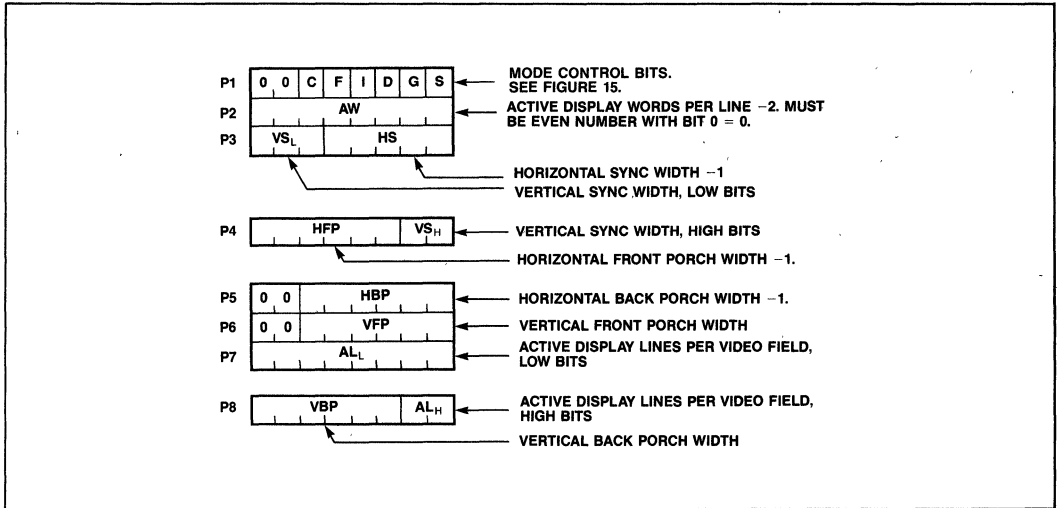 P1 0 0 C F I D G S MODE CONTROL BITS.
SEE FIGURE 15.
P2 AW ACTIVE DISPLAY WORDS PER LINE −2. MUST
BE EVEN NUMBER WITH BIT 0 = 0.
P3 VSL HS
HORIZONTAL SYNC WIDTH −1
VERTICAL SYNC WIDTH, LOW BITS
P4 HFP VSH VERTICAL SYNC WIDTH, HIGH BITS
HORIZONTAL FRONT PORCH WIDTH −1.
P5 0 0 HBP HORIZONTAL BACK PORCH WIDTH −1.
P6 0 0 VFP VERTICAL FRONT PORCH WIDTH
P7 ALL ACTIVE DISPLAY LINES PER VIDEO FIELD,
LOW BITS
P8 VBP ALH ACTIVE DISPLAY LINES PER VIDEO FIELD,
HIGH BITS
VERTICAL BACK PORCH WIDTH